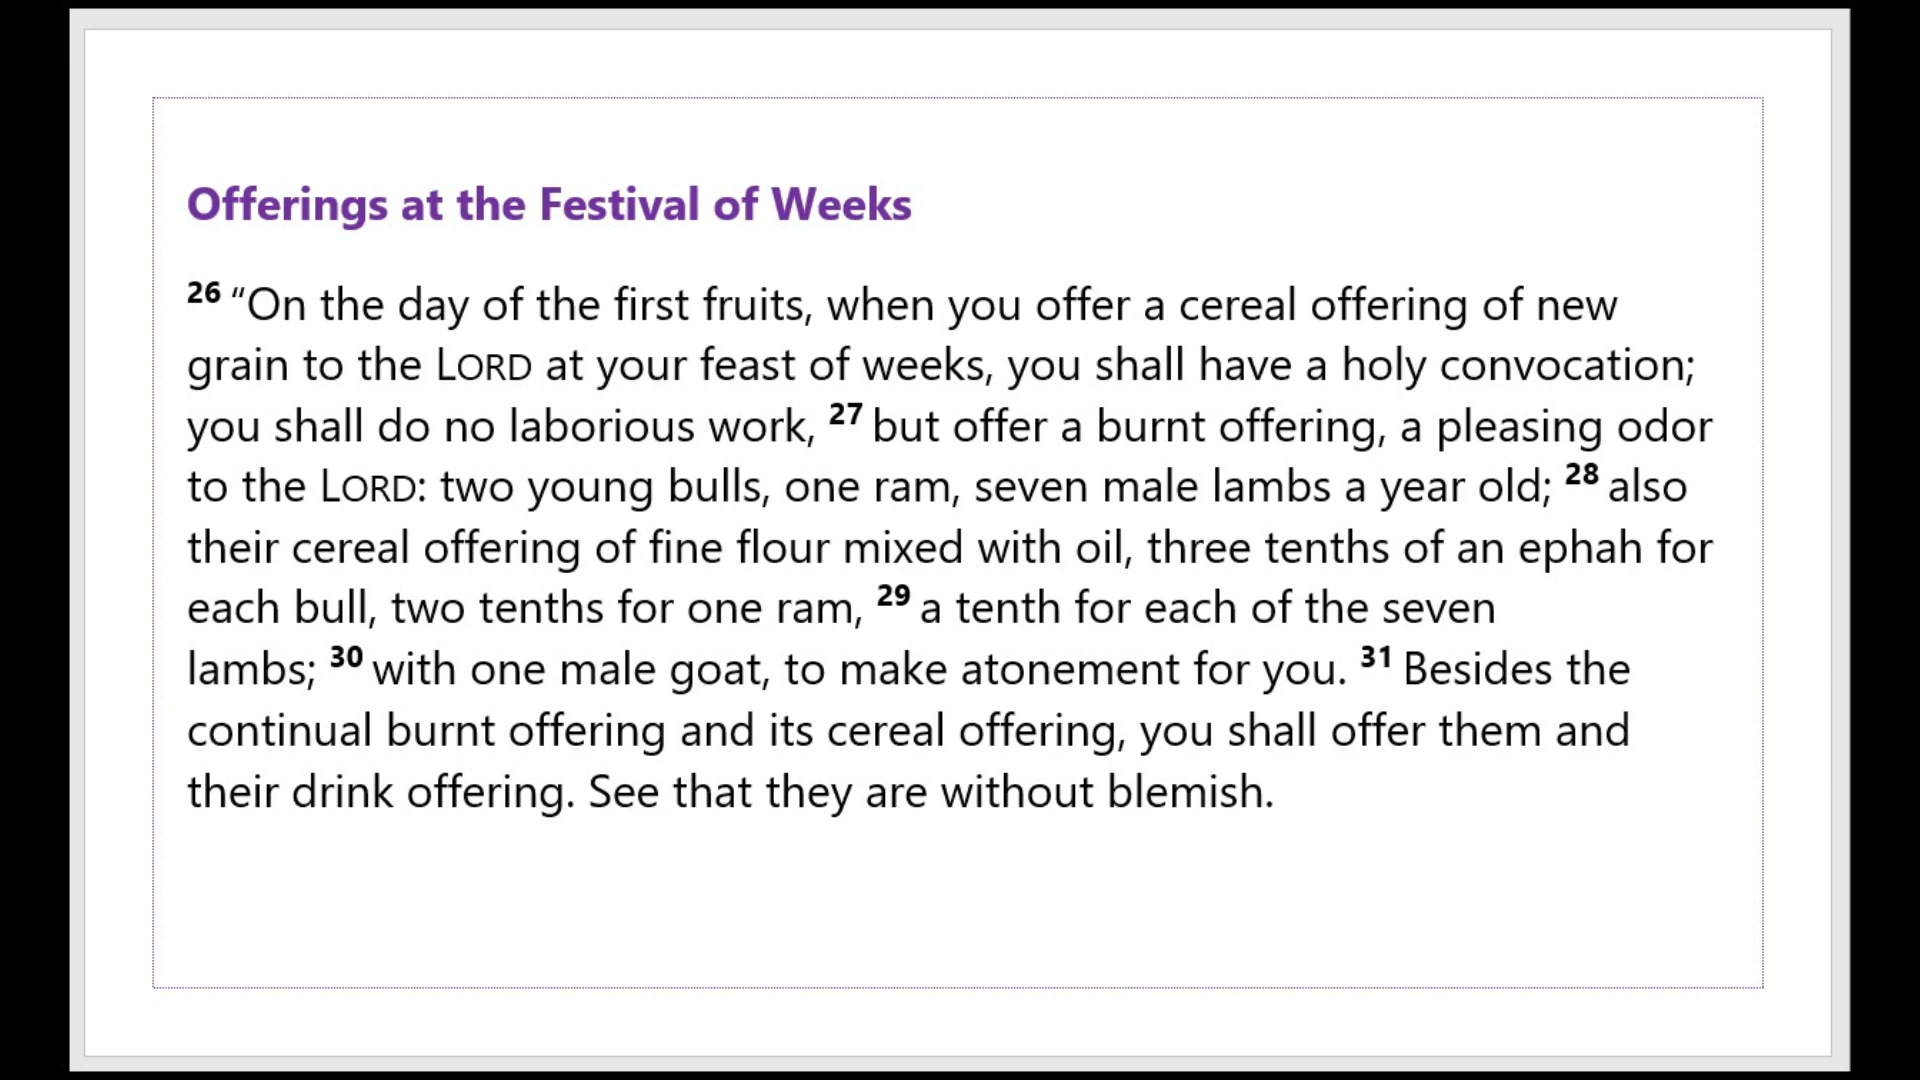 Offerings at the Festival of Weeks
26 “On the day of the first fruits, when you offer a cereal offering of new
grain to the LORD at your feast of weeks, you shall have a holy convocation;
you shall do no laborious work, 27 but offer a burnt offering, a pleasing odor
to the LORD: two young bulls, one ram, seven male lambs a year old; 28 also
their cereal offering of fine flour mixed with oil, three tenths of an ephah for
each bull, two tenths for one ram, 29 a tenth for each of the seven
lambs; 30 with one male goat, to make atonement for you. 31 Besides the
continual burnt offering and its cereal offering, you shall offer them and
their drink offering. See that they are without blemish.